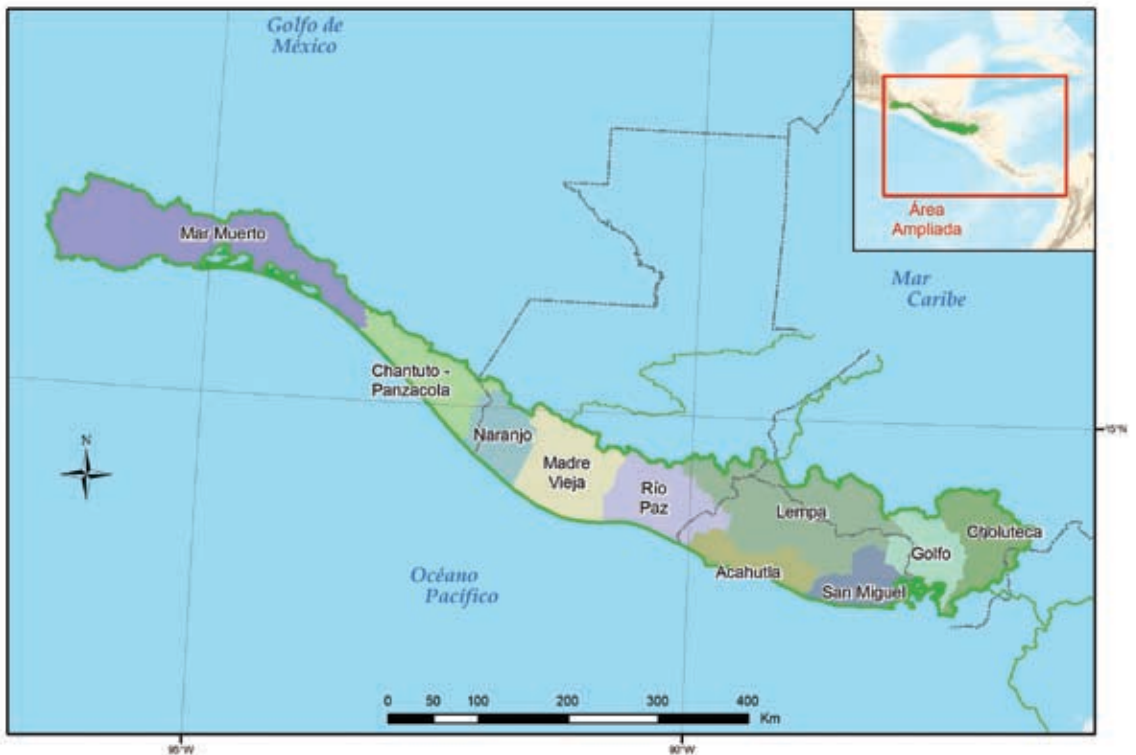 Golfo de
México
Área
Ampliada
Mar Muerto
Mar
Caribe
Chantuto -
Panzacola
15°N
N
Naranjo
Madre
Vieja
Río
Paz
Lempa
Choluteca
Golfo
Acahutla
San Miguel
Océano
Pacífico
0 50 100 200 300 400
Km
95°W
90°W